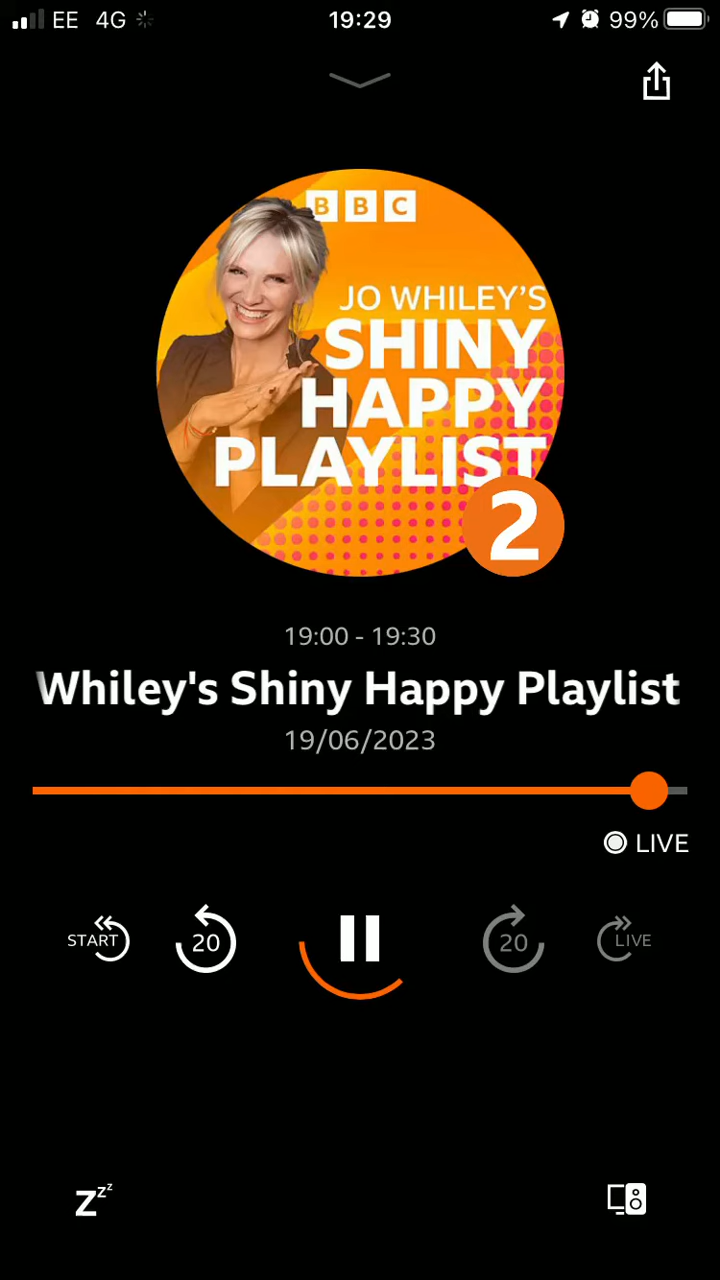 EE 4G 19:29 99%
BBC
JO WHILEY'S
SHINY
HAPPY
PLAYLIST
2
19:00 - 19:30
Whiley's Shiny Happy Playlist
19/06/2023
LIVE
START 20 20 LIVE
Zzz